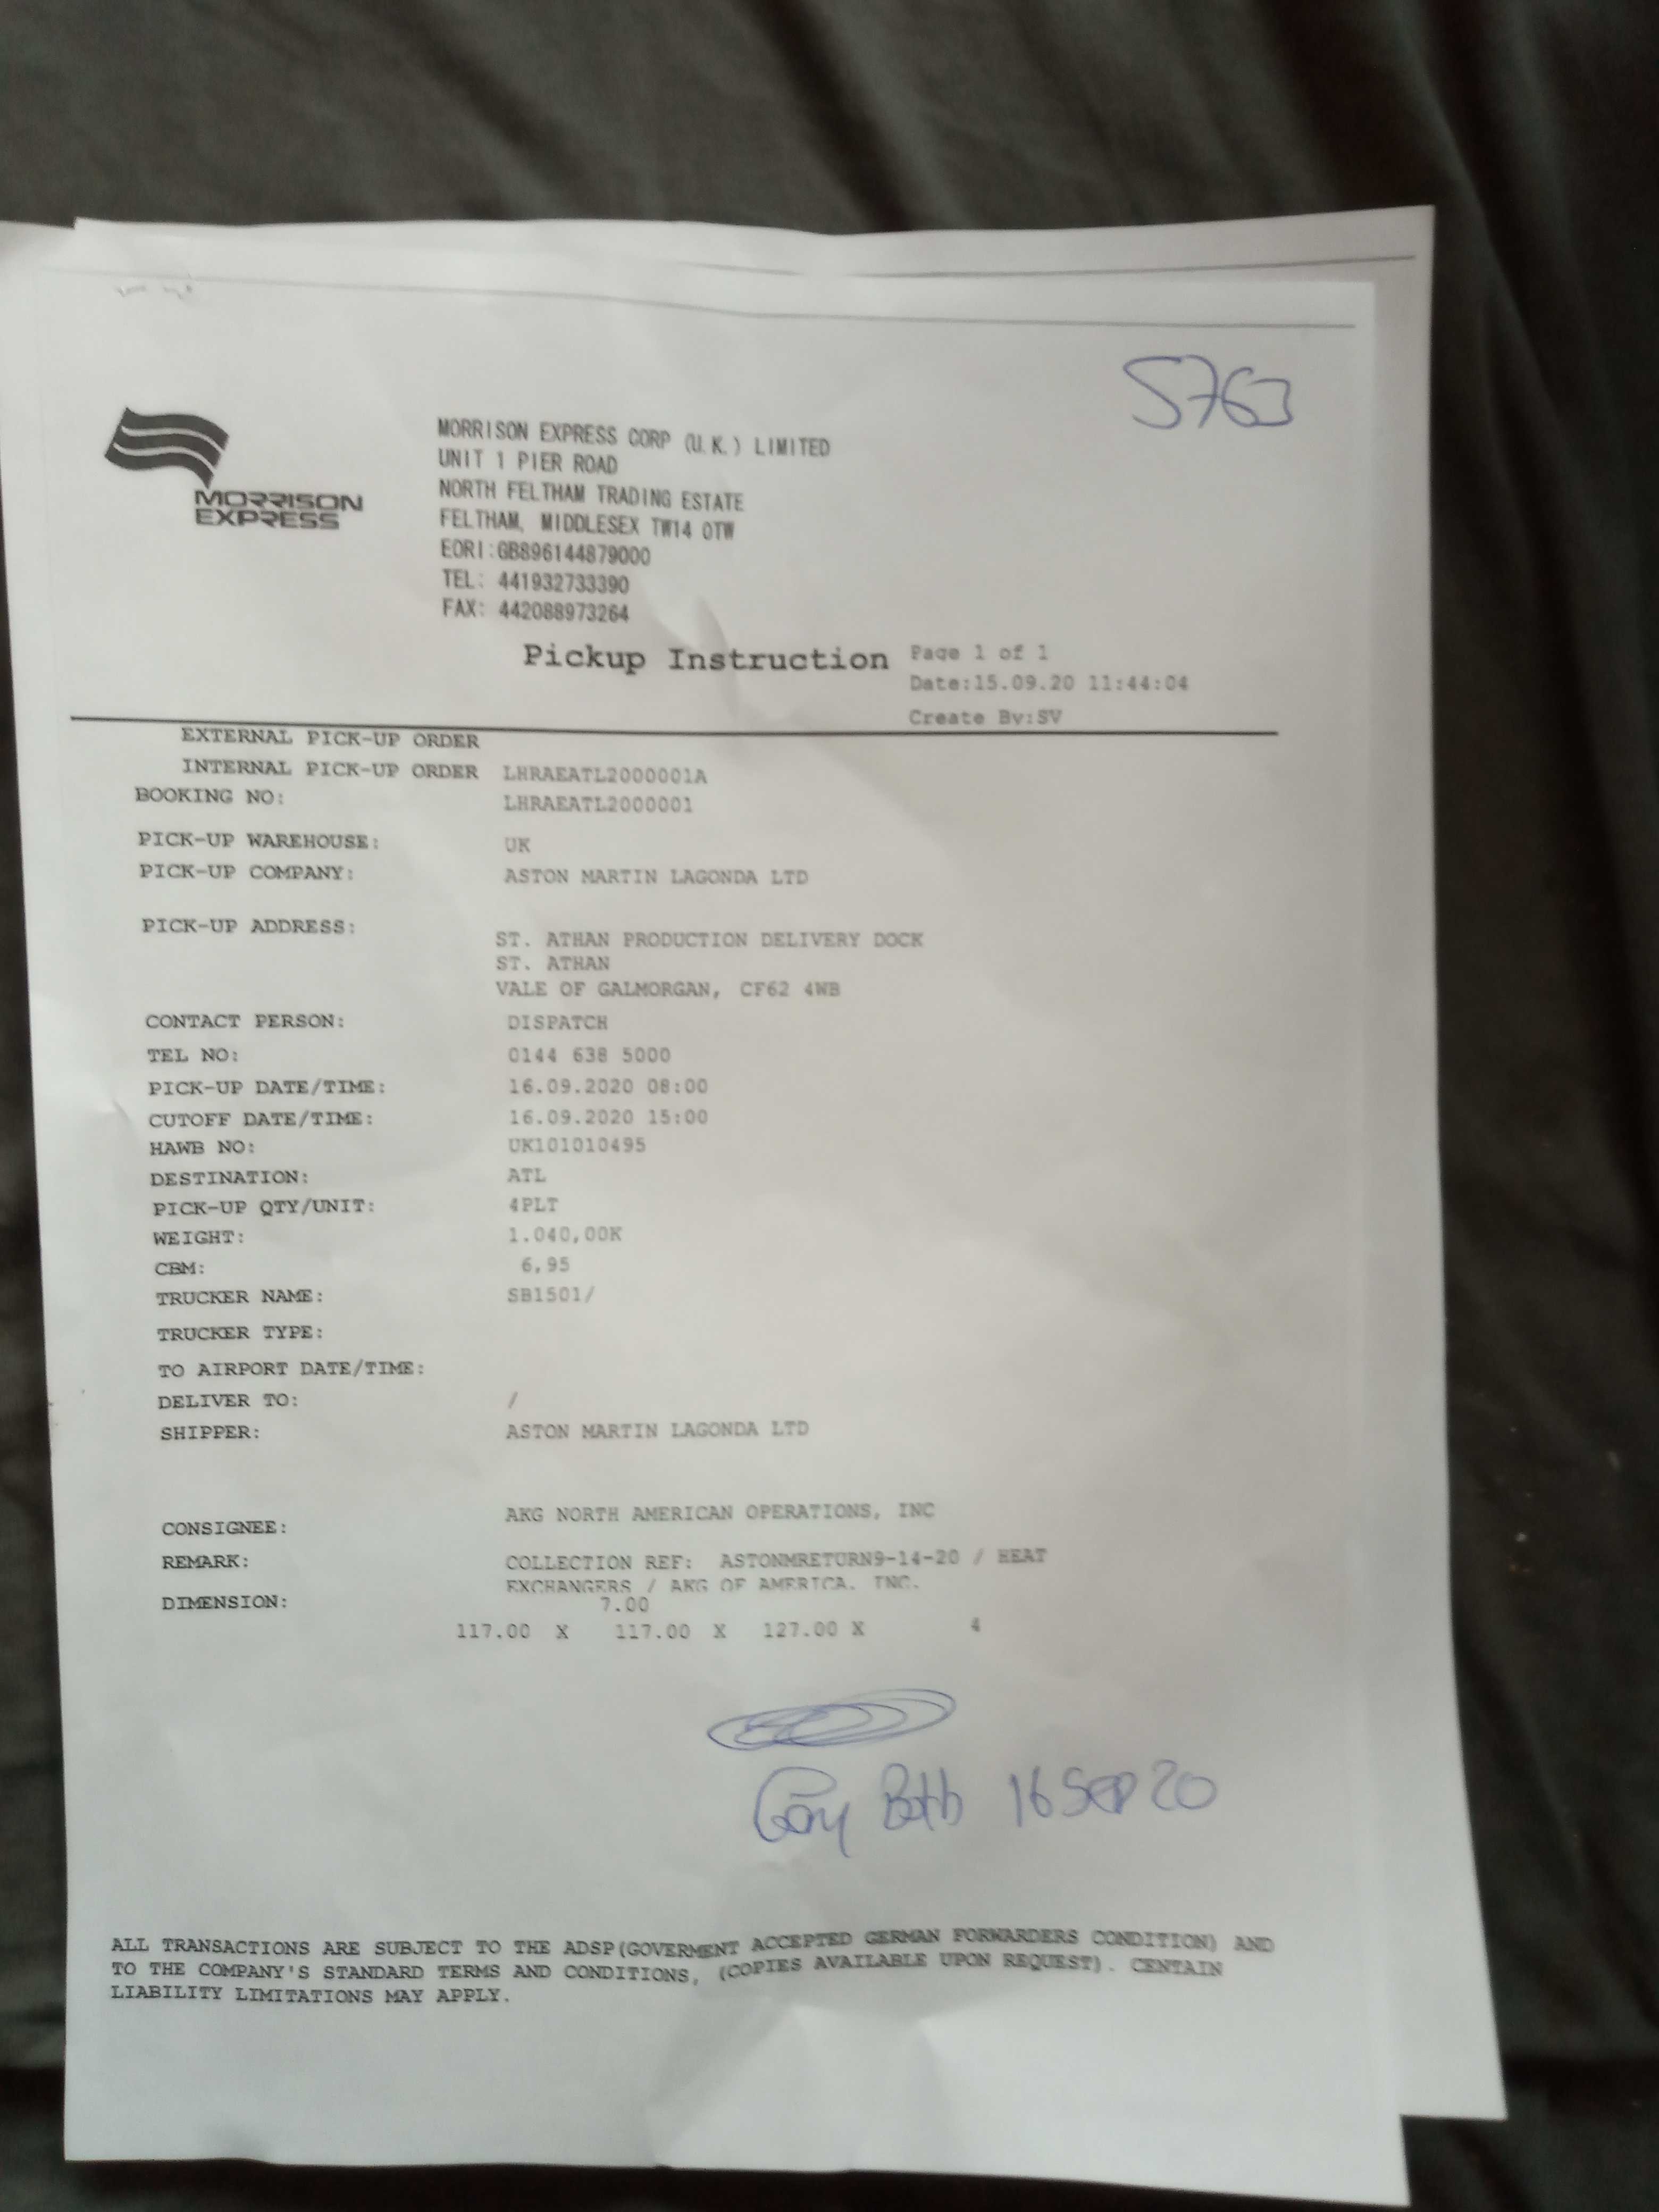 5763
MORRISON
EXPRESS
MORRISON EXPRESS CORP (U.K.) LIMITED
UNIT 1 PIER ROAD
NORTH FELTHAM TRADING ESTATE
FELTHAM, MIDDLESEX TW14 0TW
EORI:GB896144879000
TEL: 441932733390
FAX: 442088973264
Pickup Instruction
Page 1 of 1
Date:15.09.20 11:44:04
Create By:SV
EXTERNAL PICK-UP ORDER
INTERNAL PICK-UP ORDER LHRAEATL2000001A
BOOKING NO: LHRAEATL2000001
PICK-UP WAREHOUSE: UK
PICK-UP COMPANY: ASTON MARTIN LAGONDA LTD
PICK-UP ADDRESS:
ST. ATHAN PRODUCTION DELIVERY DOCK
ST. ATHAN
VALE OF GALMORGAN, CF62 4WB
CONTACT PERSON: DISPATCH
TEL NO: 0144 638 5000
PICK-UP DATE/TIME: 16.09.2020 08:00
CUTOFF DATE/TIME: 16.09.2020 15:00
HAWB NO: UK101010495
DESTINATION: ATL
PICK-UP QTY/UNIT: 4PLT
WEIGHT: 1.040,00K
CBM: 6,95
TRUCKER NAME: SB1501/
TRUCKER TYPE:
TO AIRPORT DATE/TIME:
DELIVER TO: /
SHIPPER: ASTON MARTIN LAGONDA LTD
CONSIGNEE: AKG NORTH AMERICAN OPERATIONS, INC
REMARK: COLLECTION REF: ASTONMRETURN9-14-20 / HEAT
EXCHANGERS / AKG OF AMERICA, INC.
DIMENSION: 7.00
117.00 X 117.00 X 127.00 X 4
16 SEP 20
ALL TRANSACTIONS ARE SUBJECT TO THE ADSP(GOVERMENT ACCEPTED GERMAN FORWARDERS CONDITION) AND
TO THE COMPANY'S STANDARD TERMS AND CONDITIONS, (COPIES AVAILABLE UPON REQUEST). CENTAIN
LIABILITY LIMITATIONS MAY APPLY.